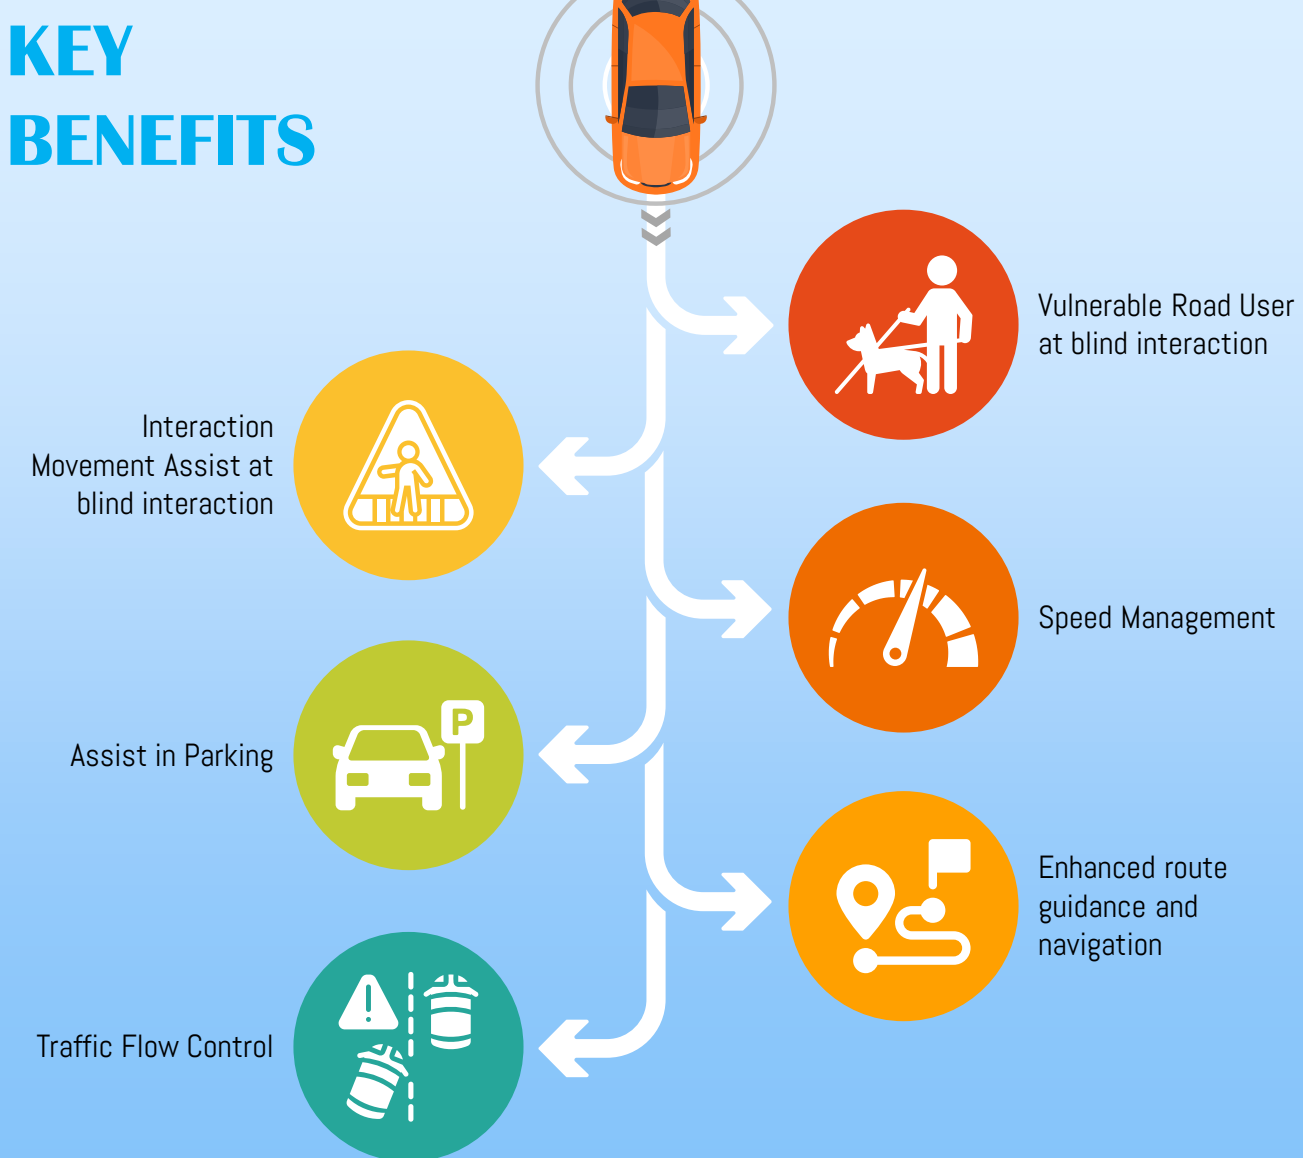 KEY
BENEFITS
Vulnerable Road User
at blind interaction
Interaction
Movement Assist at
blind interaction
Speed Management
P
Assist in Parking
Enhanced route
guidance and
navigation
Traffic Flow Control